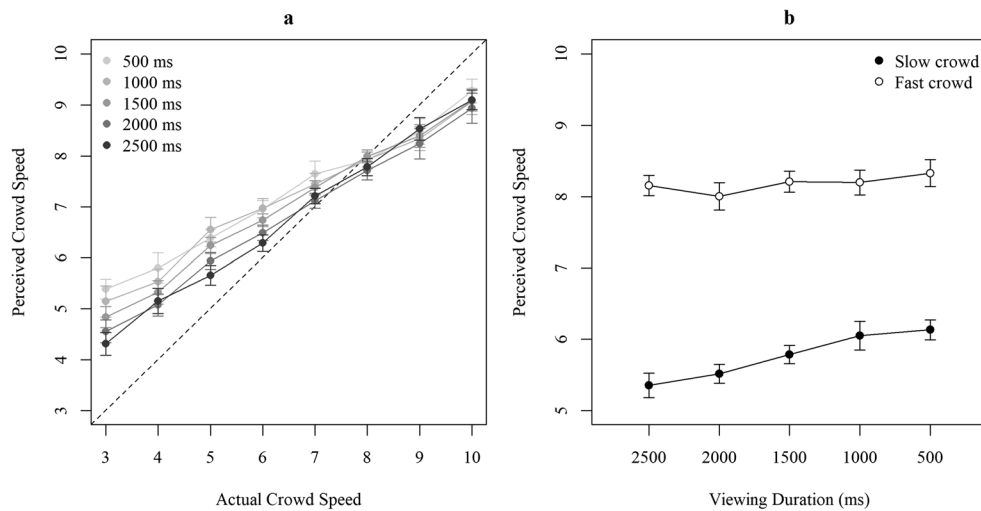 a
Perceived Crowd Speed
10
9
8
7
6
5
4
3
500 ms
1000 ms
1500 ms
2000 ms
2500 ms
3 4 5 6 7 8 9 10
Actual Crowd Speed
b
Perceived Crowd Speed
10
9
8
7
6
5
Slow crowd
Fast crowd
2500 2000 1500 1000 500
Viewing Duration (ms)